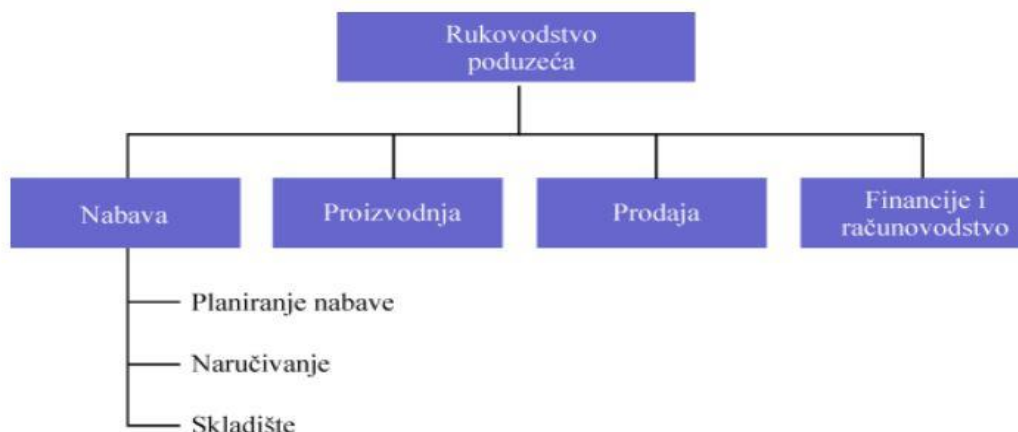 Rukovodstvo
poduzeća
Nabava
Proizvodnja
Prodaja
Financije i
računovodstvo
Planiranje nabave
Naručivanje
Skladište